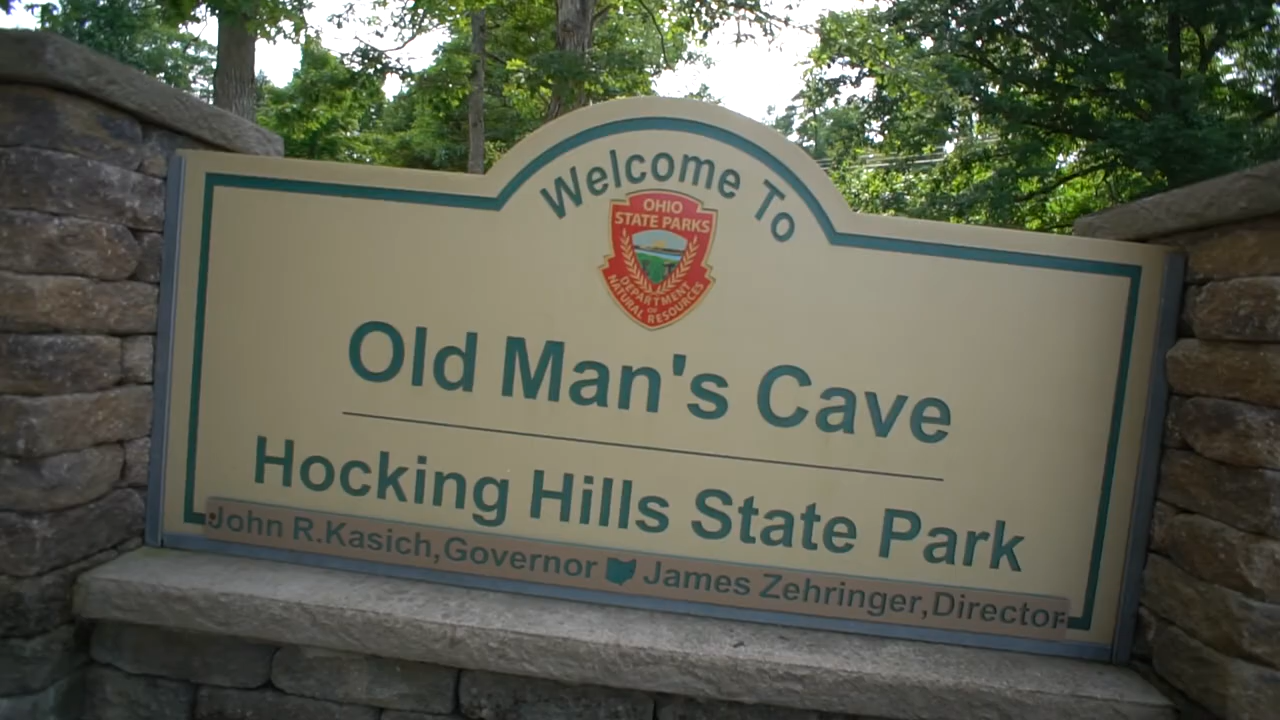 Welcome To
OHIO
STATE PARKS
DEPARTMENT
OF
NATURAL RESOURCES
Old Man's Cave
Hocking Hills State Park
John R.Kasich,Governor James Zehringer,Director